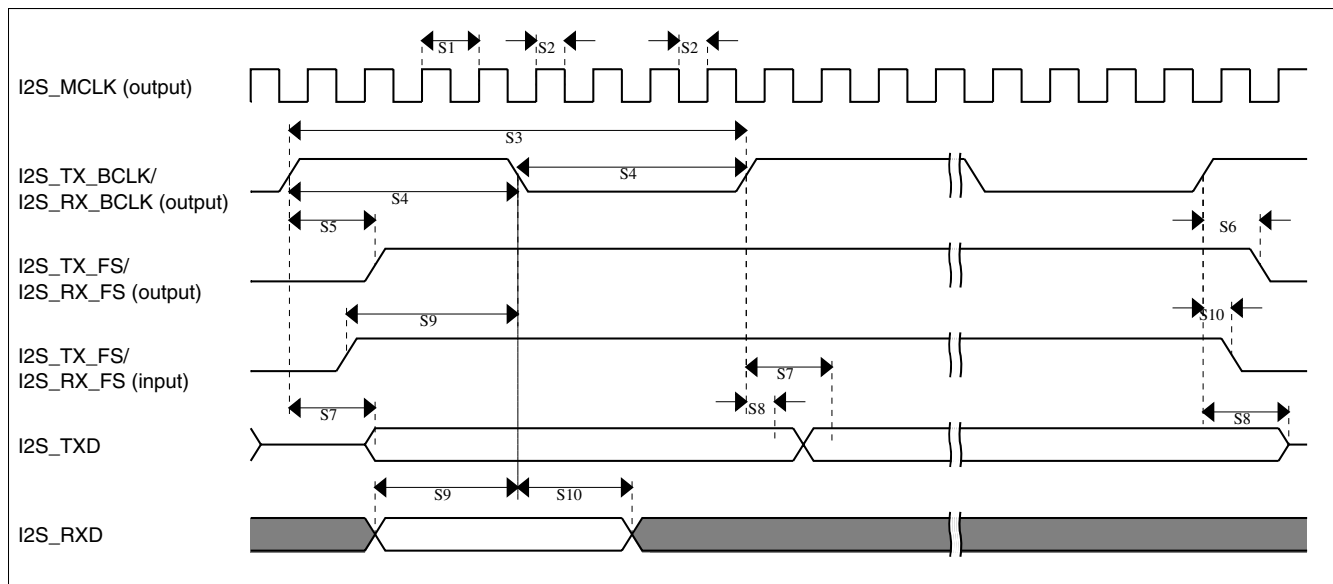 S1
S2
S2
I2S_MCLK (output)
S3
I2S_TX_BCLK/
I2S_RX_BCLK (output)
S4
S4
S5
S6
I2S_TX_FS/
I2S_RX_FS (output)
S9
S10
I2S_TX_FS/
I2S_RX_FS (input)
S7
S7
S8
S8
I2S_TXD
S9
S10
I2S_RXD